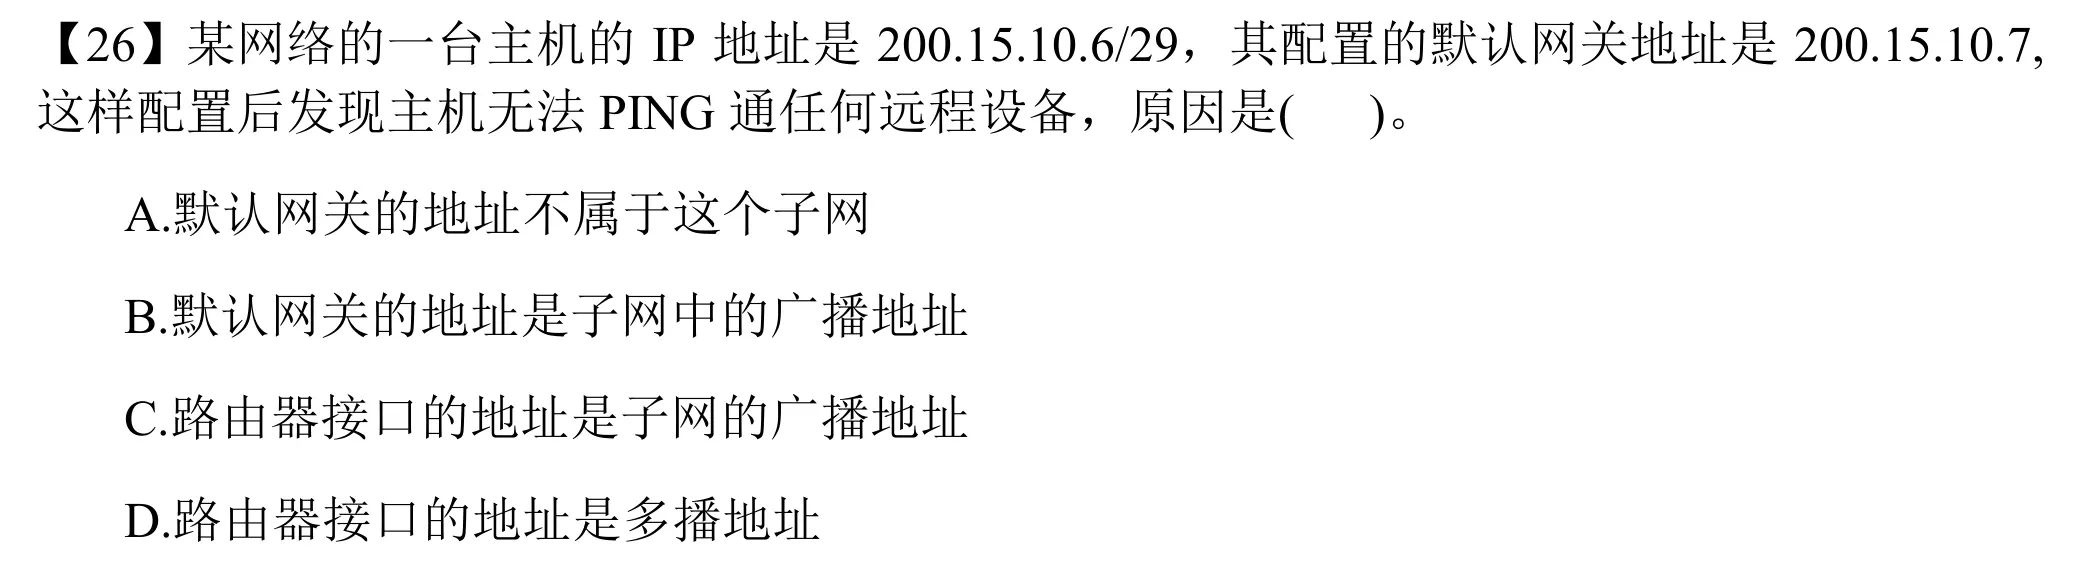 【26】某网络的一台主机的 IP 地址是 200.15.10.6/29，其配置的默认网关地址是 200.15.10.7,
这样配置后发现主机无法 PING 通任何远程设备，原因是(    )。
A.默认网关的地址不属于这个子网
B.默认网关的地址是子网中的广播地址
C.路由器接口的地址是子网的广播地址
D.路由器接口的地址是多播地址